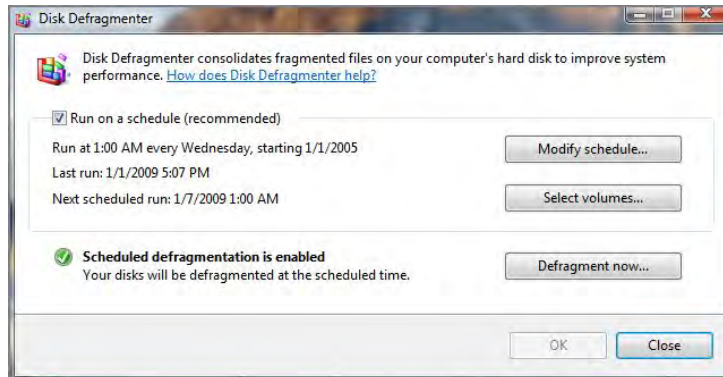 Disk Defragmenter
Disk Defragmenter consolidates fragmented files on your computer's hard disk to improve system
performance. How does Disk Defragmenter help?
Run on a schedule (recommended)
Run at 1:00 AM every Wednesday, starting 1/1/2005
Modify schedule...
Last run: 1/1/2009 5:07 PM
Next scheduled run: 1/7/2009 1:00 AM
Select volumes...
Scheduled defragmentation is enabled
Your disks will be defragmented at the scheduled time.
Defragment now...
OK
Close